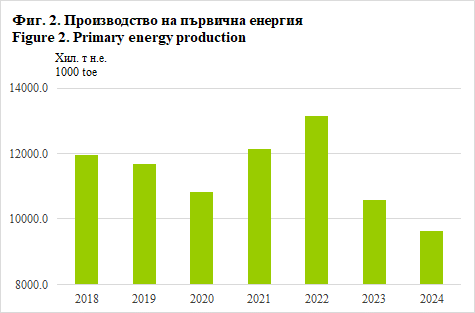 Фиг. 2. Производство на първична енергия
Figure 2. Primary energy production
Хил. т н.е.
1000 toe
14000.0
12000.0
10000.0
8000.0
2018 2019 2020 2021 2022 2023 2024